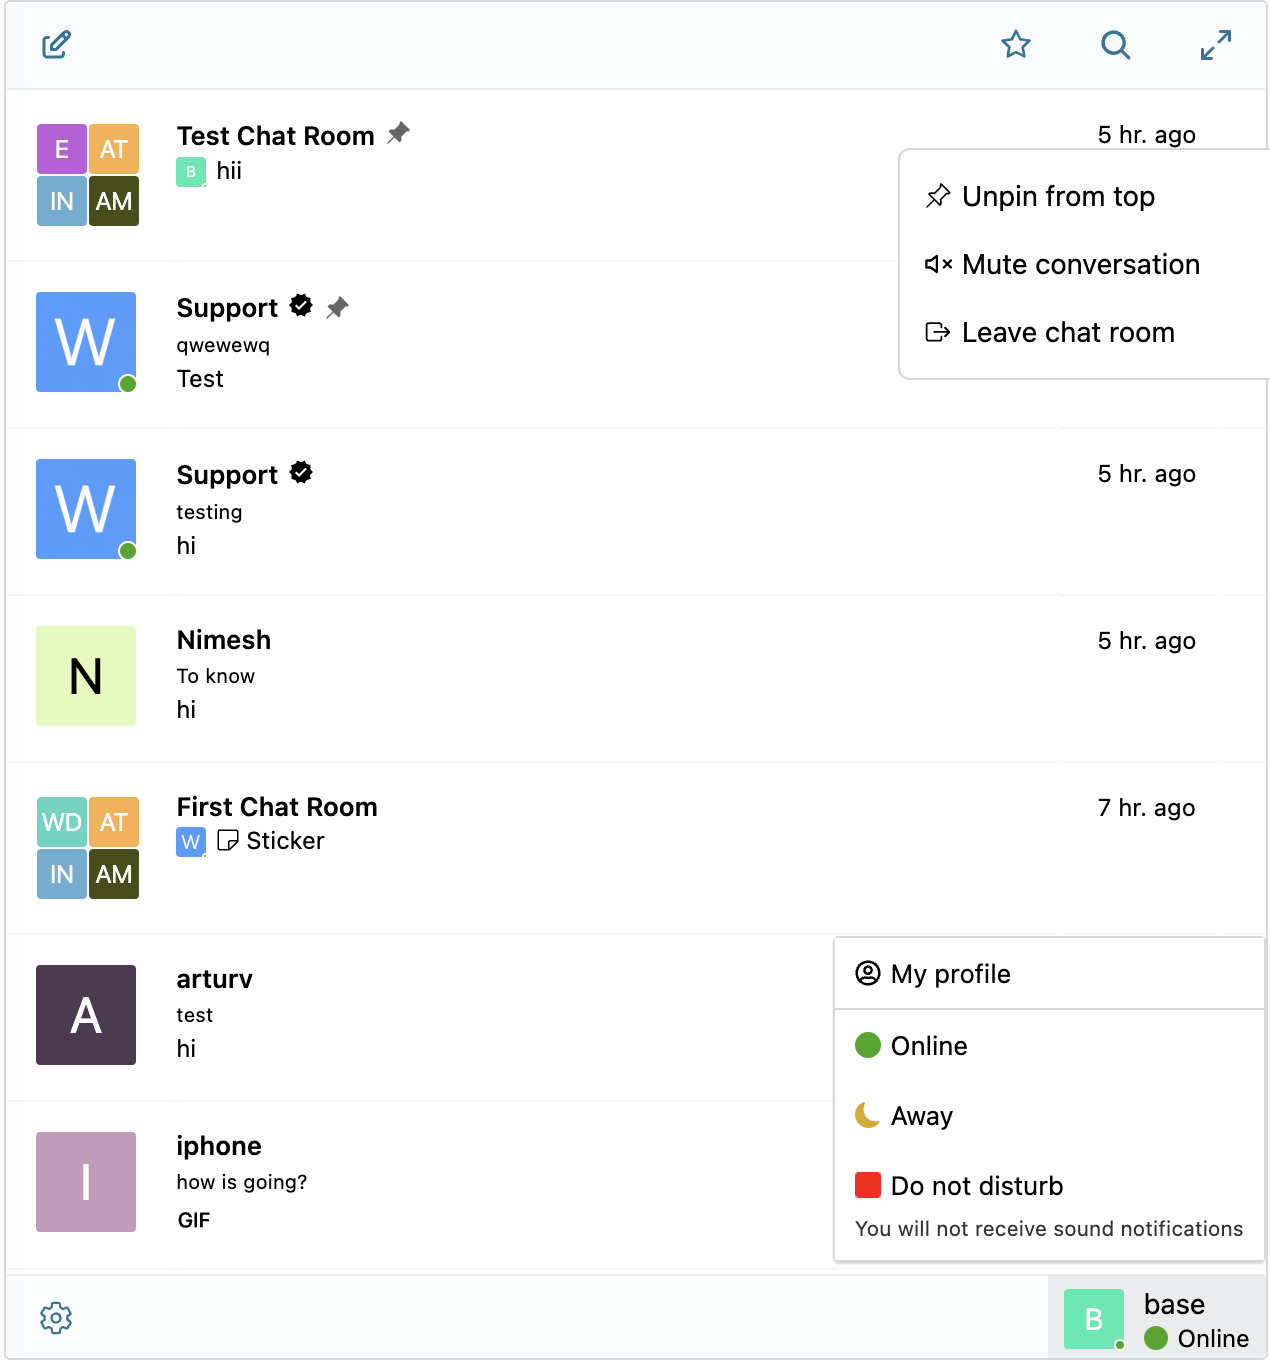 E AT
IN AM
Test Chat Room
5 hr. ago
B hii
Unpin from top
Mute conversation
Leave chat room
W
Support
qwewewq
Test
W
Support
5 hr. ago
testing
hi
N
Nimesh
5 hr. ago
To know
hi
WD AT
IN AM
First Chat Room
7 hr. ago
W Sticker
A
arturv
test
hi
I
iphone
how is going?
GIF
My profile
Online
Away
Do not disturb
You will not receive sound notifications
B
base
Online